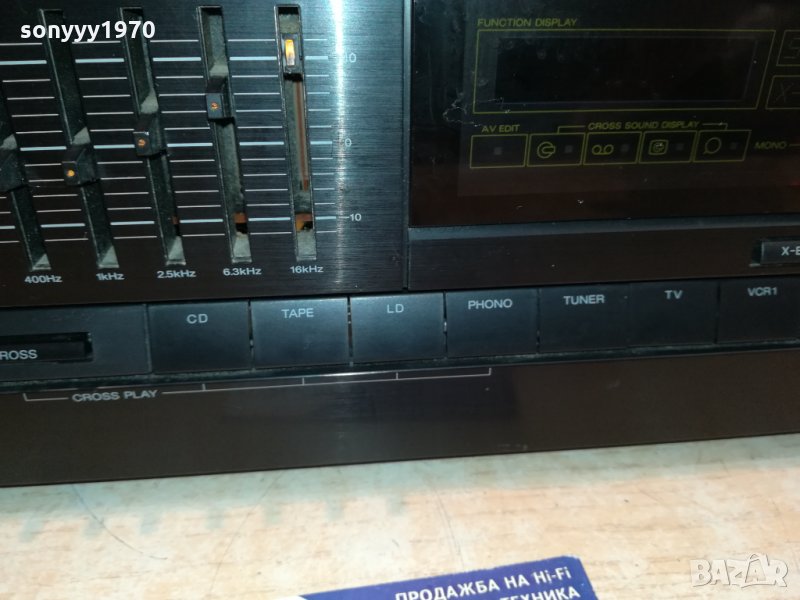 sonyyy1970
FUNCTION DISPLAY
10
0
10
AV EDIT
CROSS SOUND DISPLAY
MONO
400Hz 1kHz 2.5kHz 6.3kHz 16kHz
CD TAPE LD PHONO TUNER TV VCR1
ROSS
CROSS PLAY
ПРОДАЖБА НА Hi-Fi
ТЕХНИКА
BAZAR